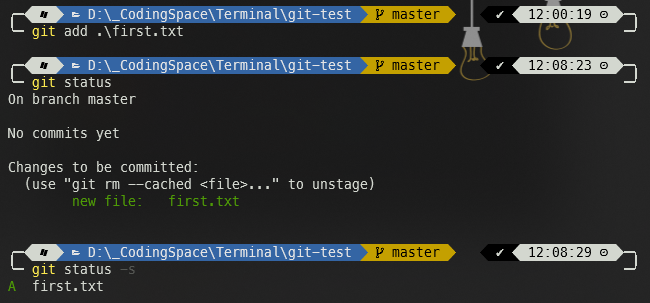 D:\_CodingSpace\Terminal\git-test master ✔ 12:00:19
git add .\first.txt
D:\_CodingSpace\Terminal\git-test master ✔ 12:08:23
git status
On branch master
No commits yet
Changes to be committed:
(use "git rm --cached <file>..." to unstage)
new file: first.txt
D:\_CodingSpace\Terminal\git-test master ✔ 12:08:29
git status -s
A first.txt